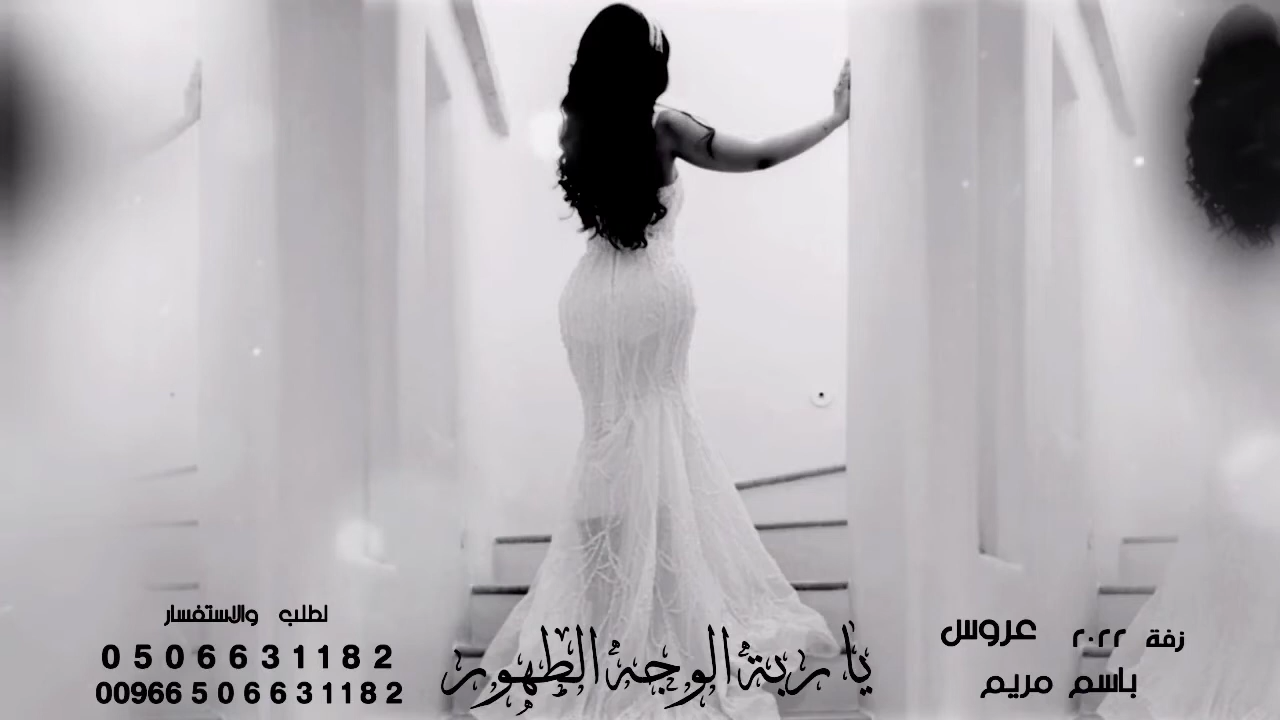 زفة ٢٠٢٢ عروس
باسم مريم
يا ربة الوجه الطهور
لطلب والاستفسار
0506631182
00966506631182